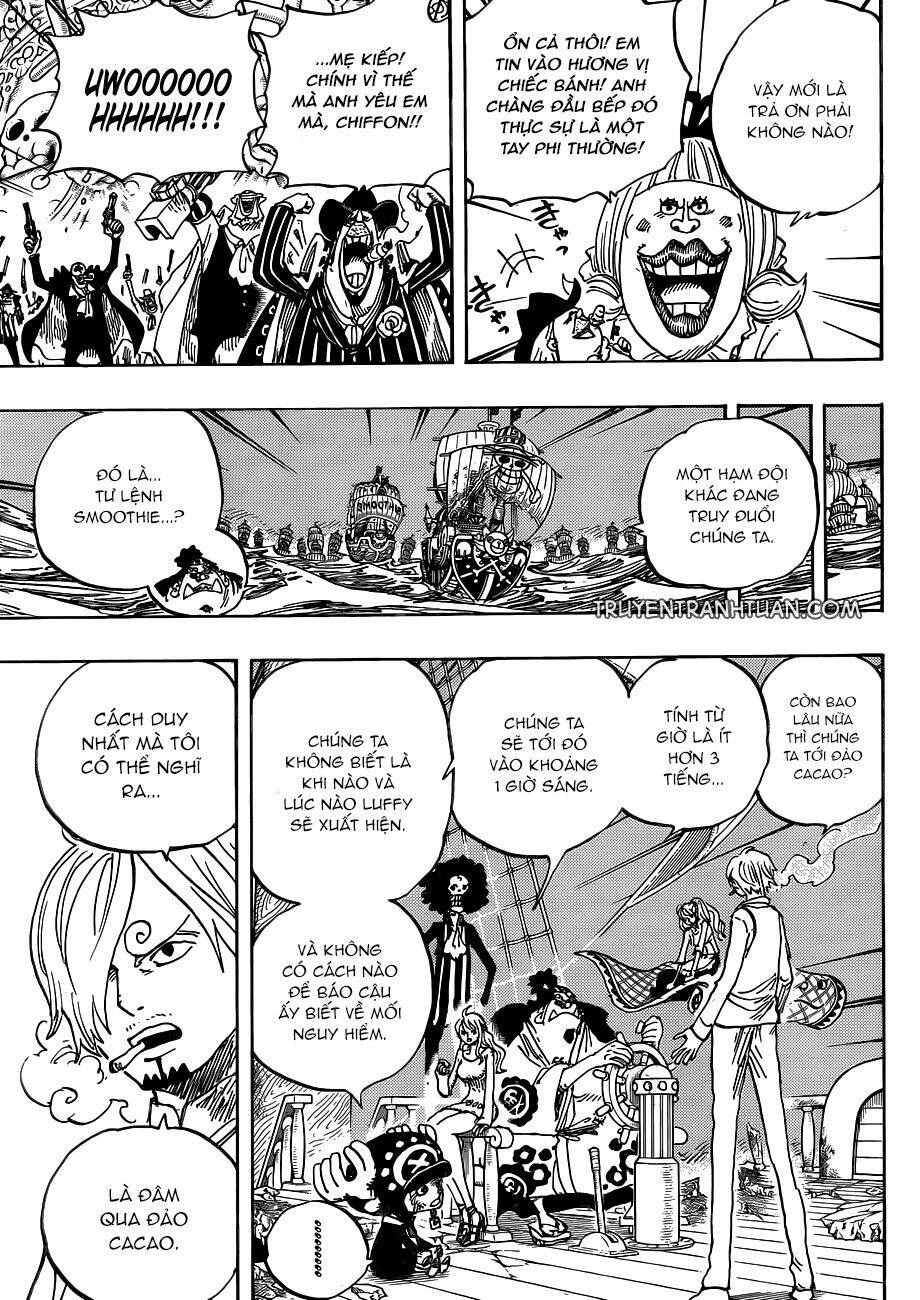 VẬY MỚI LÀ
TRẢ ƠN PHẢI
KHÔNG NÀO!
ỔN CẢ THÔI! EM
TIN VÀO HƯƠNG VỊ
CHIẾC BÁNH! ANH
CHÀNG ĐẦU BẾP ĐÓ
THỰC SỰ LÀ MỘT
TAY PHI THƯỜNG!
きゃっ
きゃっ
...MẸ KIẾP!
CHÍNH VÌ THẾ
MÀ ANH YÊU EM
MÀ, CHIFFON!!
UWOOOOOO
HHHHHH!!!
MỘT HẠM ĐỘI
KHÁC ĐANG
TRUY ĐUỔI
CHÚNG TA.
ĐÓ LÀ...
TƯ LỆNH
SMOOTHIE...?
TRUYENTRANHTUAN.COM
CÒN BAO
LÂU NỮA
THÌ CHÚNG
TA TỚI ĐẢO
CACAO?
TÍNH TỪ
GIỜ LÀ ÍT
HƠN 3
TIẾNG...
CHÚNG TA
SẼ TỚI ĐÓ
VÀO KHOẢNG
1 GIỜ SÁNG.
CHÚNG TA
KHÔNG BIẾT LÀ
KHI NÀO VÀ
LÚC NÀO LUFFY
SẼ XUẤT HIỆN.
VÀ KHÔNG
CÓ CÁCH NÀO
ĐỂ BÁO CẬU
ẤY BIẾT VỀ MỐI
NGUY HIỂM.
CÁCH DUY
NHẤT MÀ TÔI
CÓ THỂ NGHĨ
RA...
LÀ ĐÂM
QUA ĐẢO
CACAO.